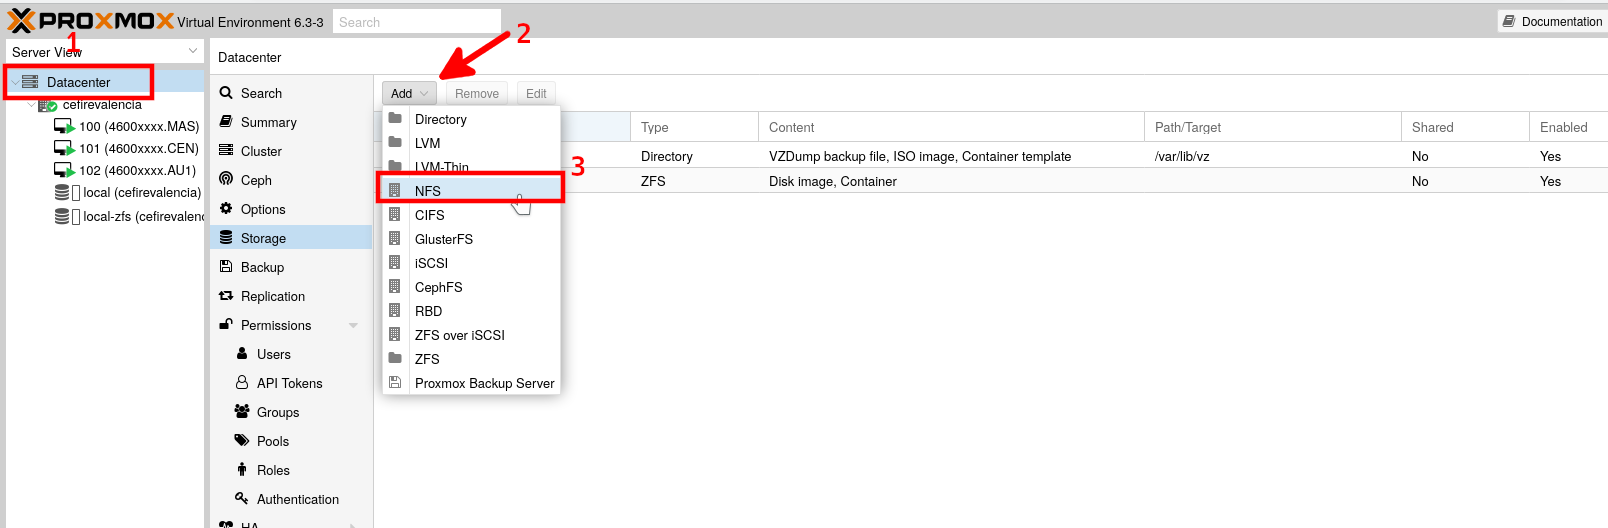 PROXMOX Virtual Environment 6.3-3 Search Documentation
1 2
Server View
Datacenter
cefirevalencia
100 (4600xxxx.MAS)
101 (4600xxxx.CEN)
102 (4600xxxx.AU1)
local (cefirevalencia)
local-zfs (cefirevalenc
Datacenter
Search
Summary
Cluster
Ceph
Options
Storage
Backup
Replication
Permissions
Users
API Tokens
Groups
Pools
Roles
Authentication
HA
Add Remove Edit
Directory
LVM
LVM-Thin
3
NFS
CIFS
GlusterFS
iSCSI
CephFS
RBD
ZFS over iSCSI
ZFS
Proxmox Backup Server
Type Content Path/Target Shared Enabled
Directory VZDump backup file, ISO image, Container template /var/lib/vz No Yes
ZFS Disk image, Container No Yes